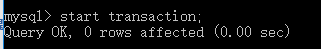 mysql> start transaction;
Query OK, 0 rows affected (0.00 sec)